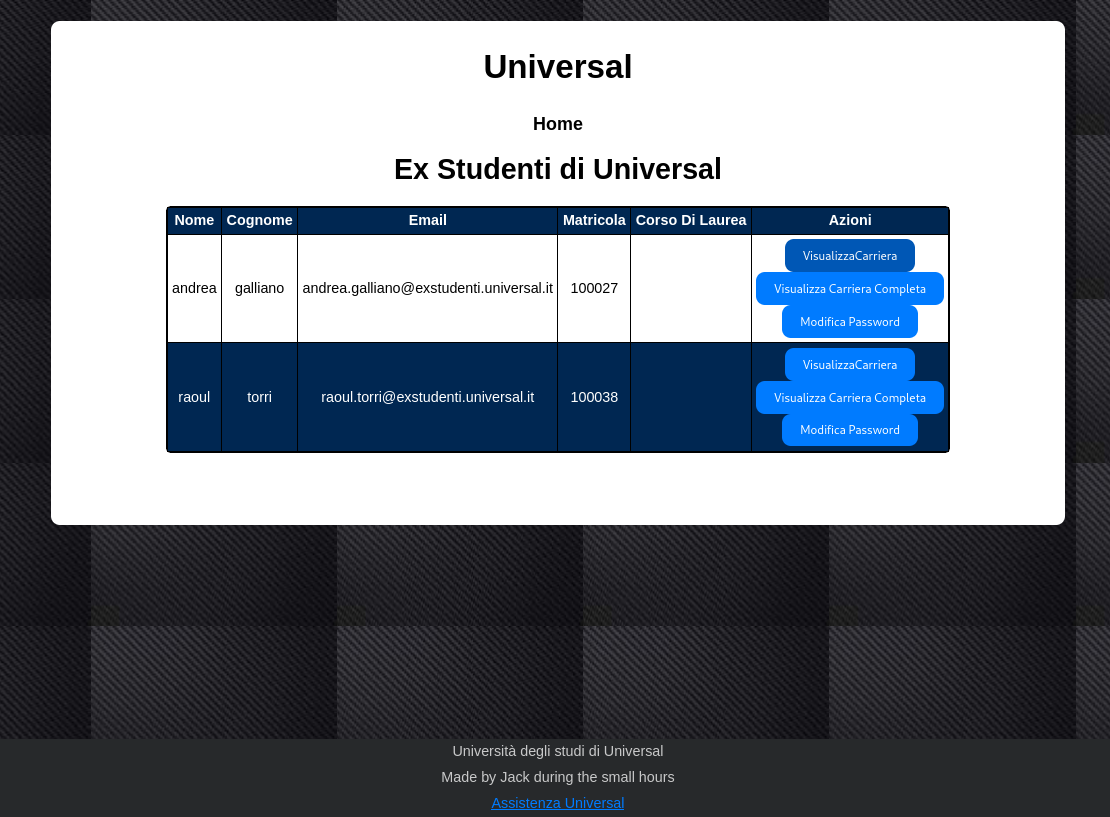 Universal
Home
Ex Studenti di Universal
Nome Cognome Email Matricola Corso Di Laurea Azioni
andrea galliano andrea.galliano@exstudenti.universal.it 100027
VisualizzaCarriera
Visualizza Carriera Completa
Modifica Password
raoul torri raoul.torri@exstudenti.universal.it 100038
VisualizzaCarriera
Visualizza Carriera Completa
Modifica Password
Università degli studi di Universal
Made by Jack during the small hours
Assistenza Universal